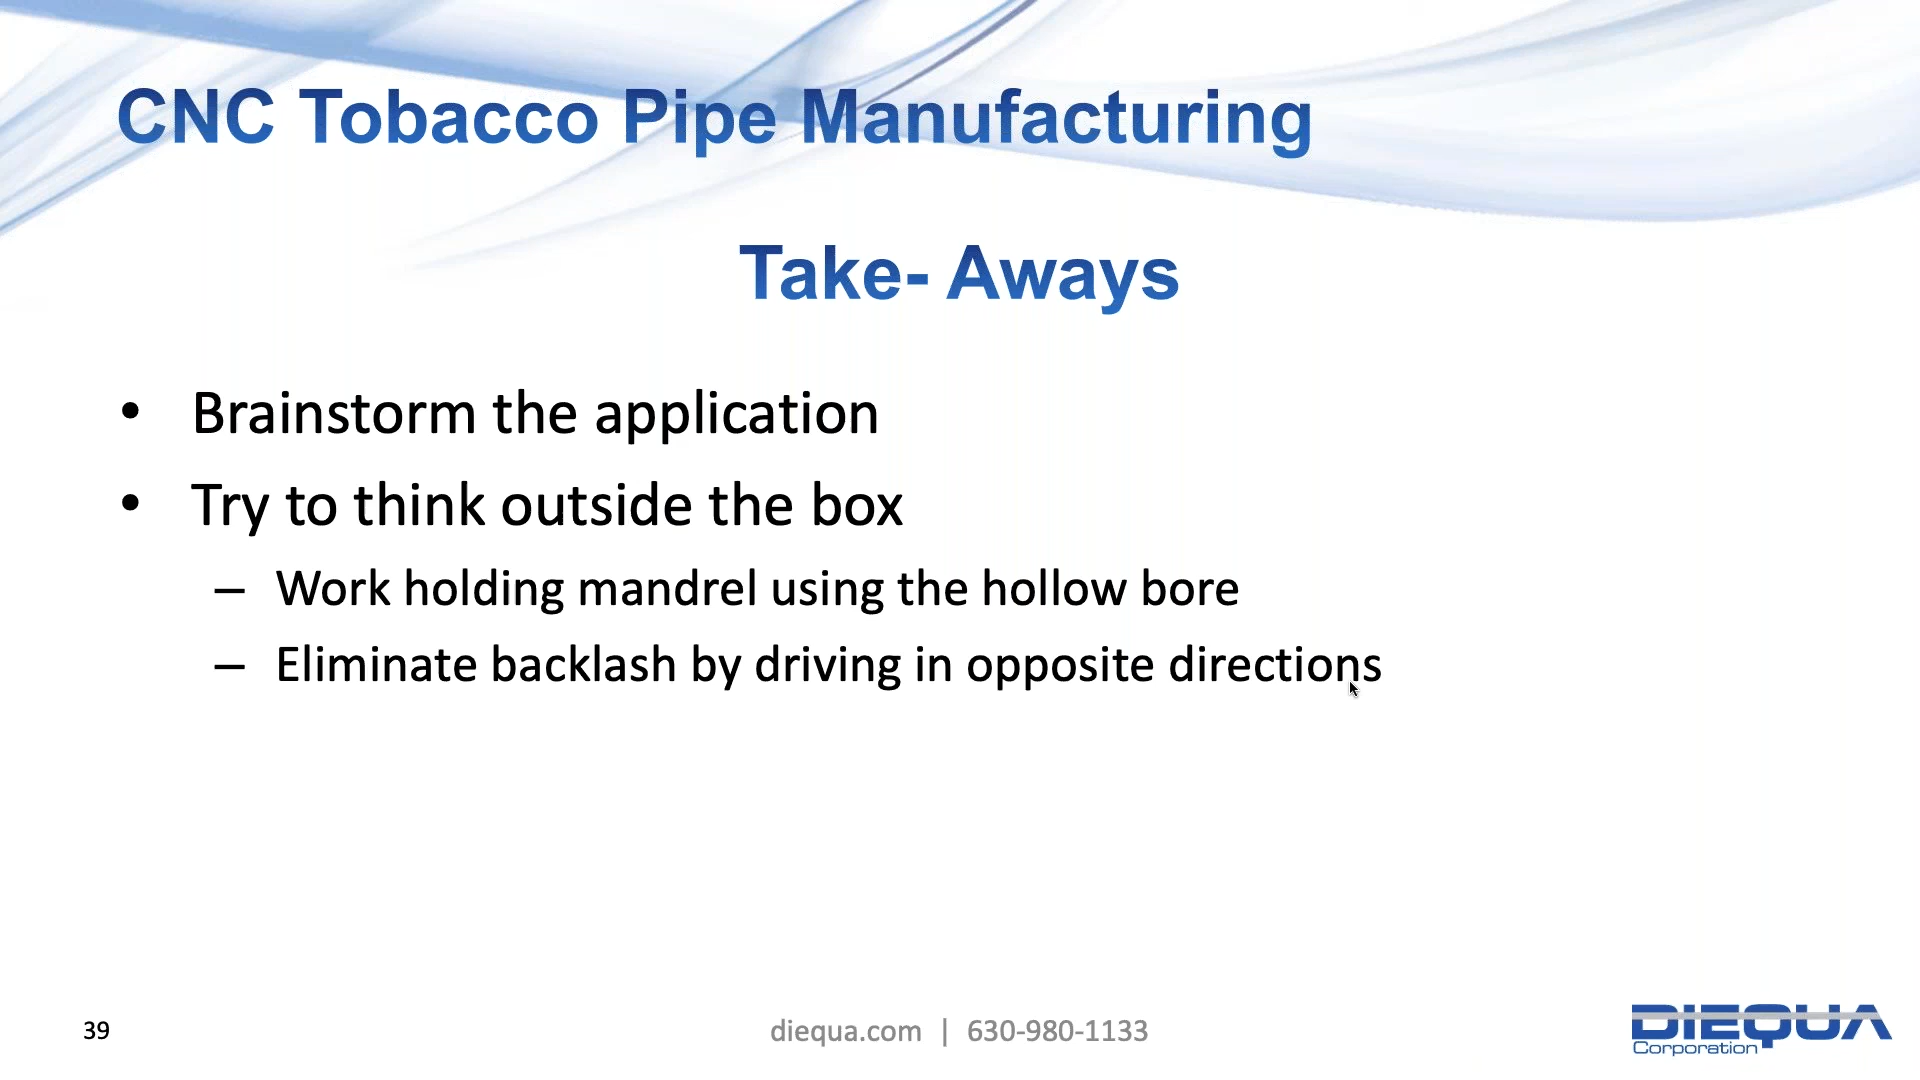 CNC Tobacco Pipe Manufacturing
Take- Aways
• Brainstorm the application
• Try to think outside the box
– Work holding mandrel using the hollow bore
– Eliminate backlash by driving in opposite directions
39
diequa.com | 630-980-1133
DIEQUA
Corporation